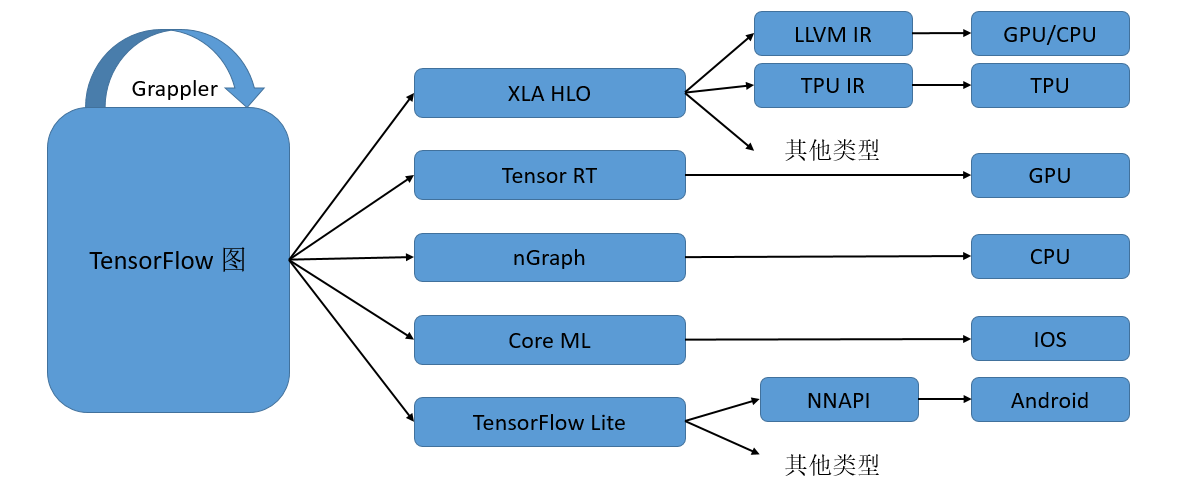 Grappler
TensorFlow 图
XLA HLO
LLVM IR
GPU/CPU
TPU IR
TPU
其他类型
Tensor RT
GPU
nGraph
CPU
Core ML
IOS
TensorFlow Lite
NNAPI
Android
其他类型